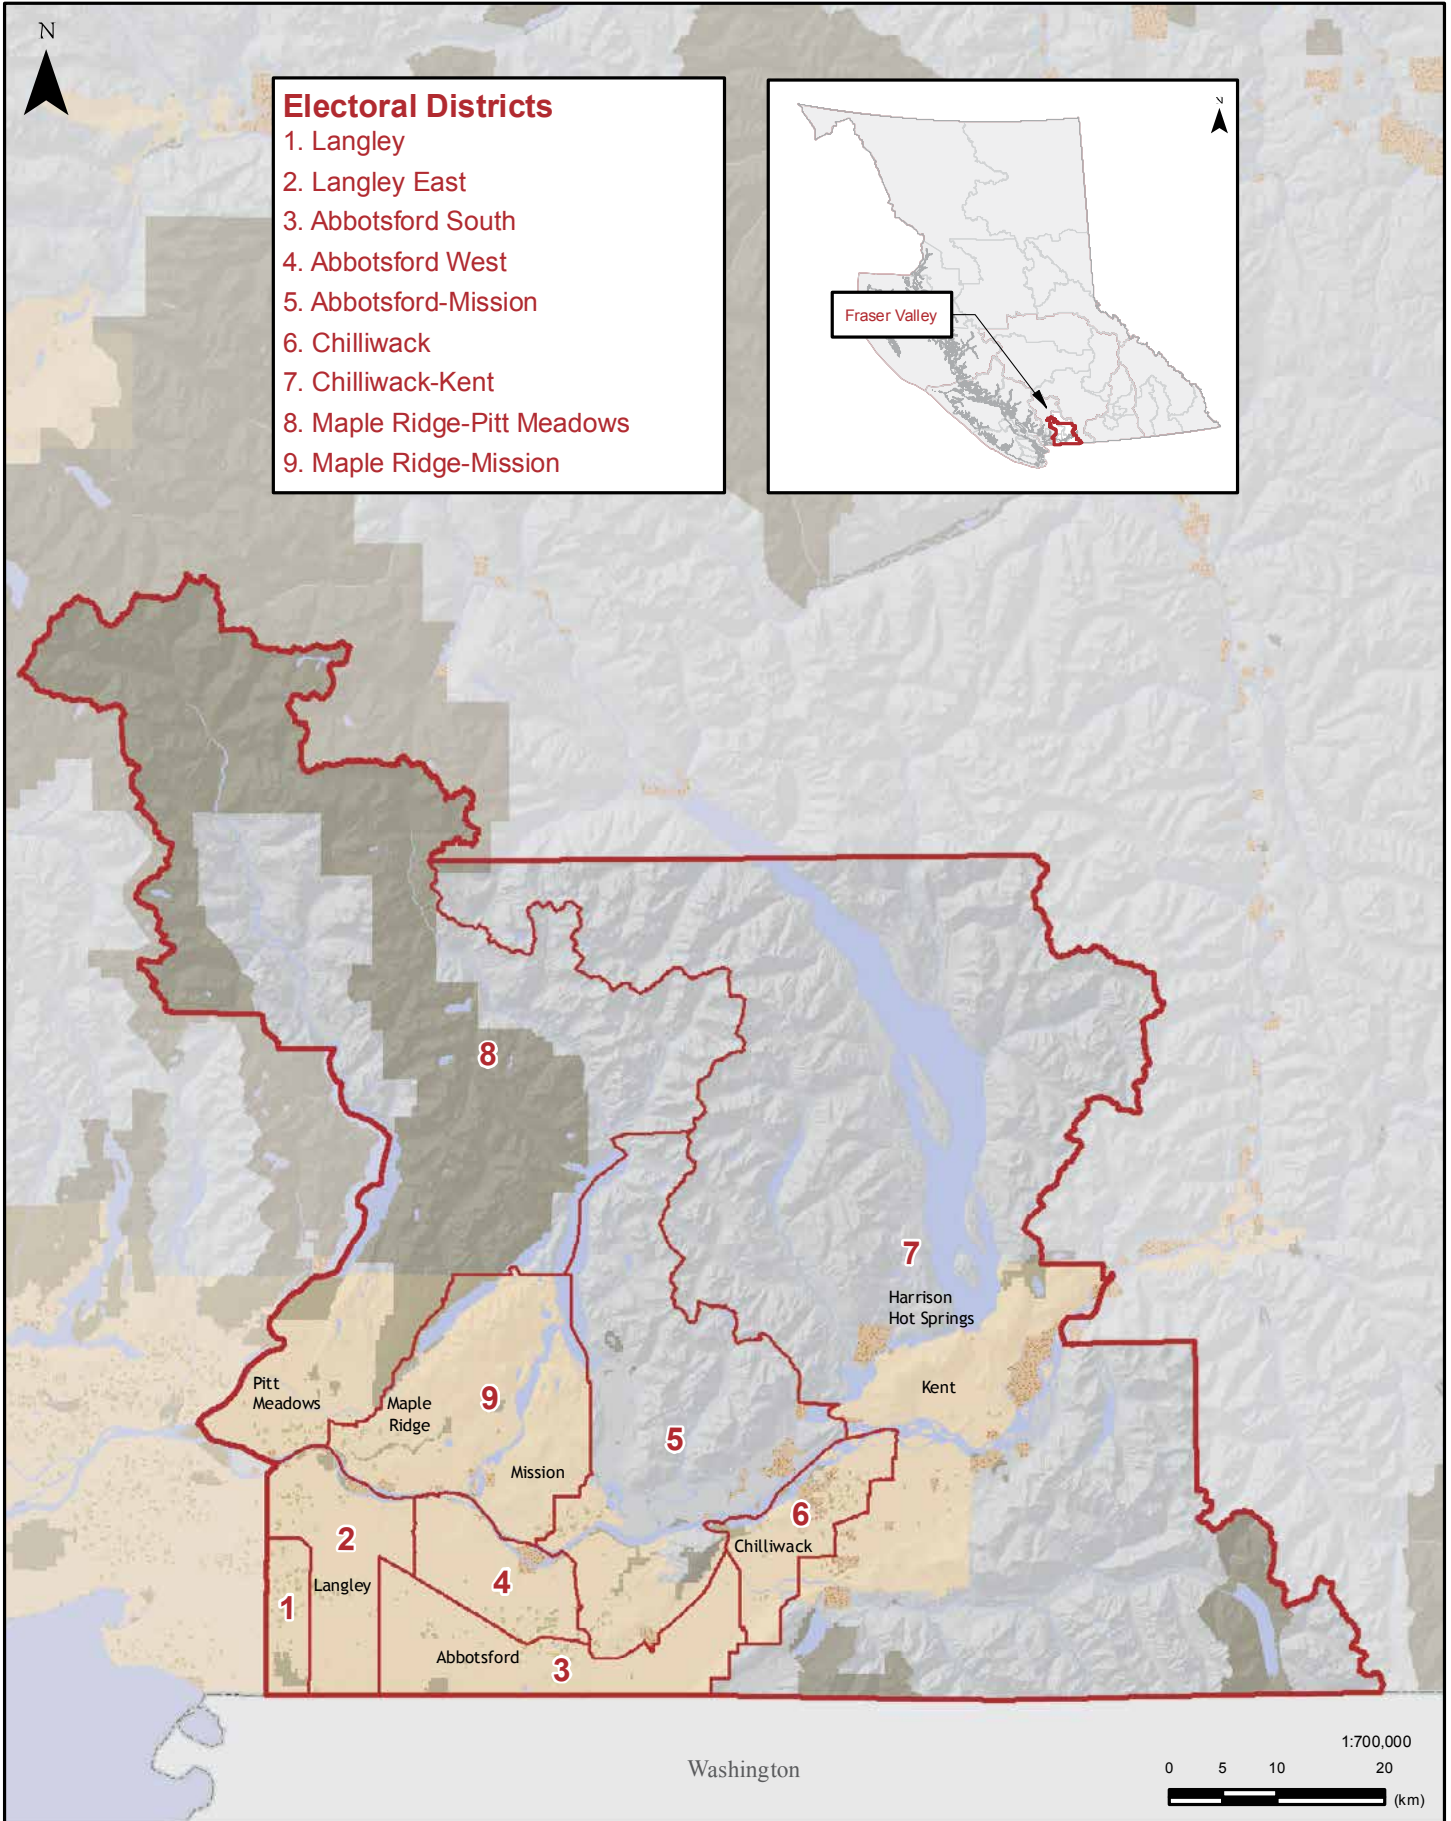 N
Electoral Districts
1. Langley
2. Langley East
3. Abbotsford South
4. Abbotsford West
5. Abbotsford-Mission
6. Chilliwack
7. Chilliwack-Kent
8. Maple Ridge-Pitt Meadows
9. Maple Ridge-Mission
N
Fraser Valley
8
7
Harrison
Hot Springs
Pitt
Meadows
Maple
Ridge
9
Kent
5
Mission
6
2
Chilliwack
4
Langley
1
Abbotsford
3
Washington
1:700,000
0 5 10 20
(km)